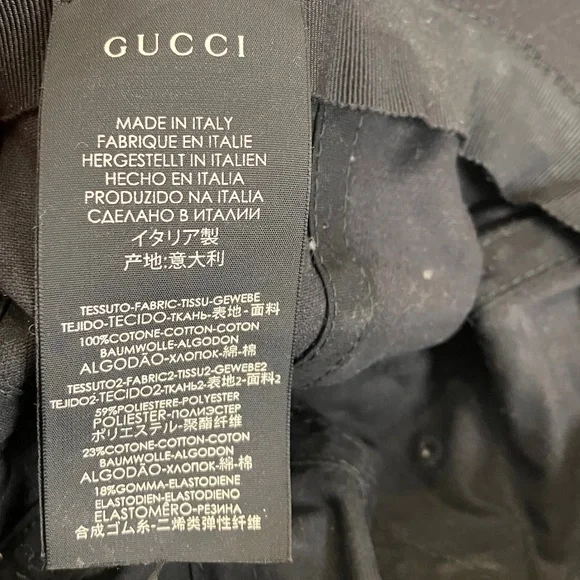 GUCCI
MADE IN ITALY
FABRIQUE EN ITALIE
HERGESTELLT IN ITALIEN
HECHO EN ITALIA
PRODUZIDO NA ITALIA
СДЕЛАНО В ИТАЛИИ
イタリア製
产地:意大利
TESSUTO-FABRIC-TISSU-GEWEBE
TEJIDO-TECIDO-ТКАНЬ-表地-面料
100%COTONE-COTTON-COTON
BAUMWOLLE-ALGODON
ALGODÃO-ХЛОПОК-綿-棉
TESSUTO2-FABRIC2-TISSU2-GEWEBE2
TEJIDO2-TECIDO2-ТКАНЬ2-表地2-面料2
59%POLIESTERE-POLYESTER
POLIESTER-ПОЛИЭСТЕР
ポリエステル-聚酯纤维
23%COTONE-COTTON-COTON
BAUMWOLLE-ALGODON
ALGODÃO-ХЛОПОК-綿-棉
18%GOMMA-ELASTODIENE
ELASTODIEN-ELASTODIENO
ELASTOMÉRO-РЕЗИНА
合成ゴム糸-二烯类弹性纤维